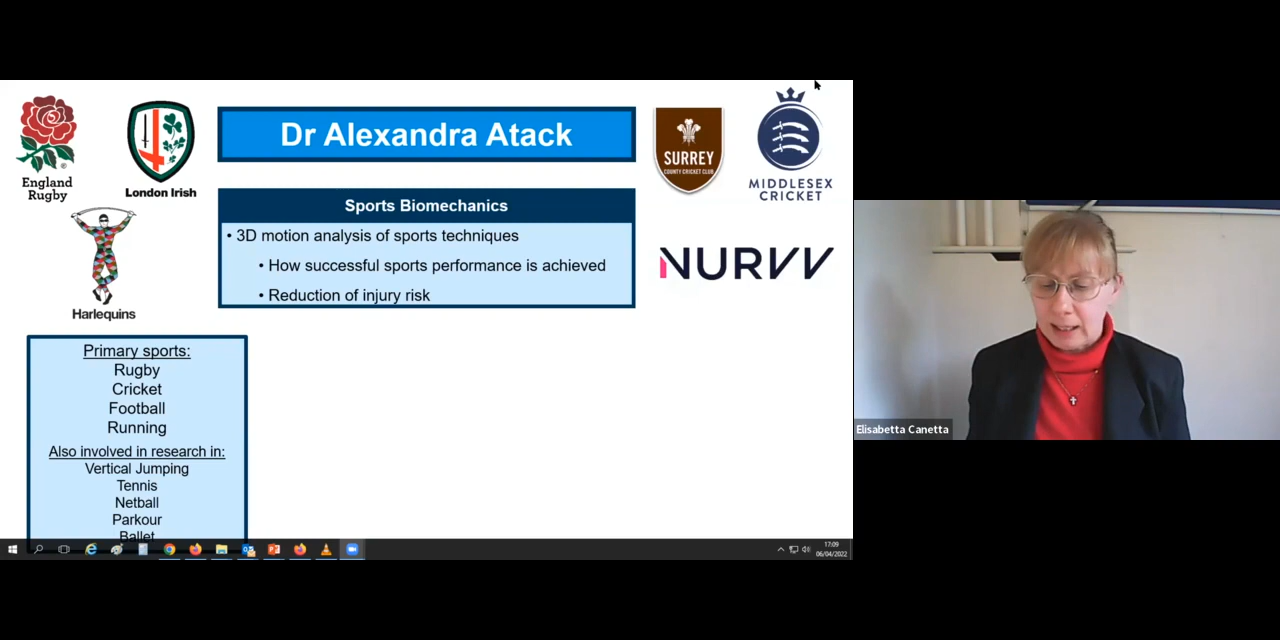 England
Rugby
London Irish
Harlequins
Dr Alexandra Atack
Sports Biomechanics
• 3D motion analysis of sports techniques
• How successful sports performance is achieved
• Reduction of injury risk
SURREY
COUNTY CRICKET CLUB
MIDDLESEX
CRICKET
NURVV
Primary sports:
Rugby
Cricket
Football
Running
Also involved in research in:
Vertical Jumping
Tennis
Netball
Parkour
Ballet
Elisabetta Canetta
17:09
06/04/2022